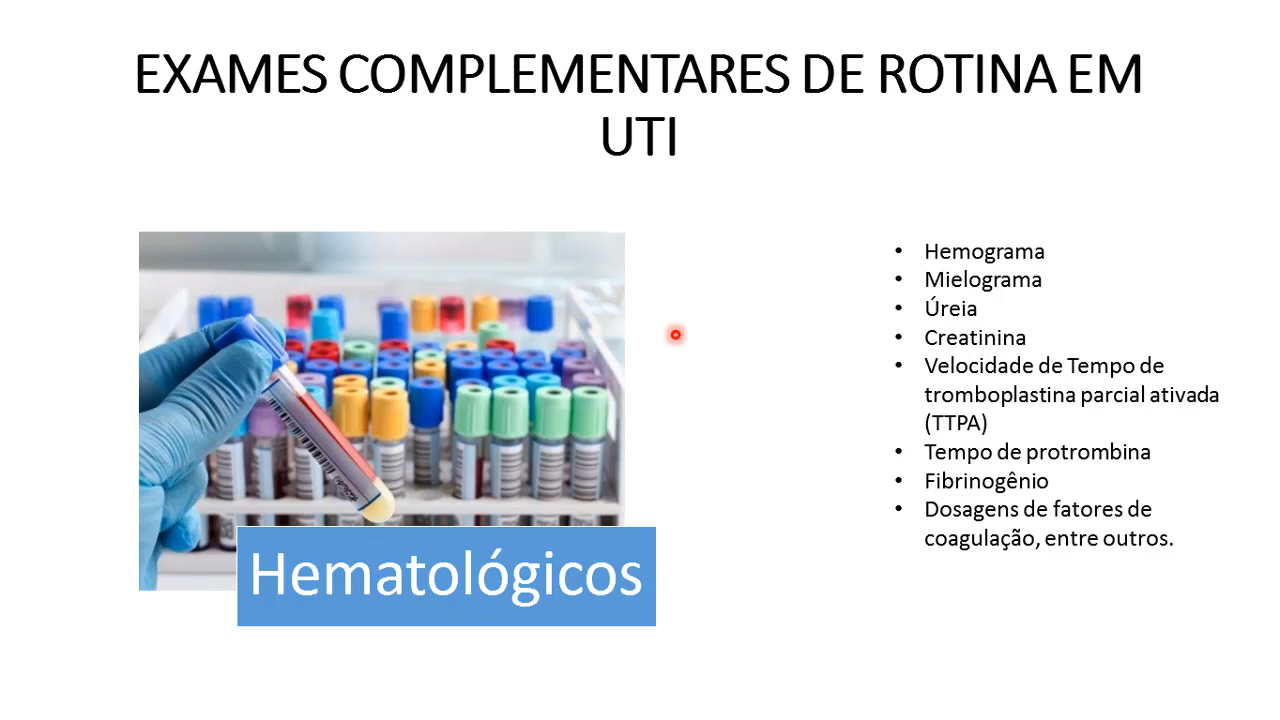 EXAMES COMPLEMENTARES DE ROTINA EM
UTI
Hematológicos
• Hemograma
• Mielograma
• Úreia
• Creatinina
• Velocidade de Tempo de
tromboplastina parcial ativada
(TTPA)
• Tempo de protrombina
• Fibrinogênio
• Dosagens de fatores de
coagulação, entre outros.